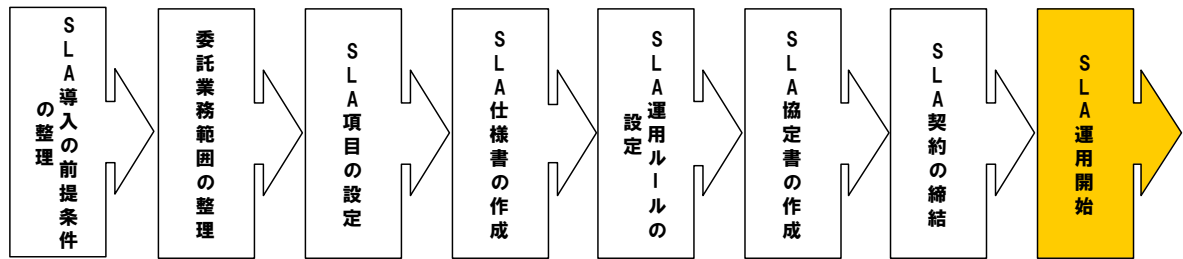 SLA導入の前提条件
の整理
委託業務範囲の整理
SLA項目の設定
SLA仕様書の作成
SLA運用ルールの
設定
SLA協定書の作成
SLA契約の締結
SLA運用開始